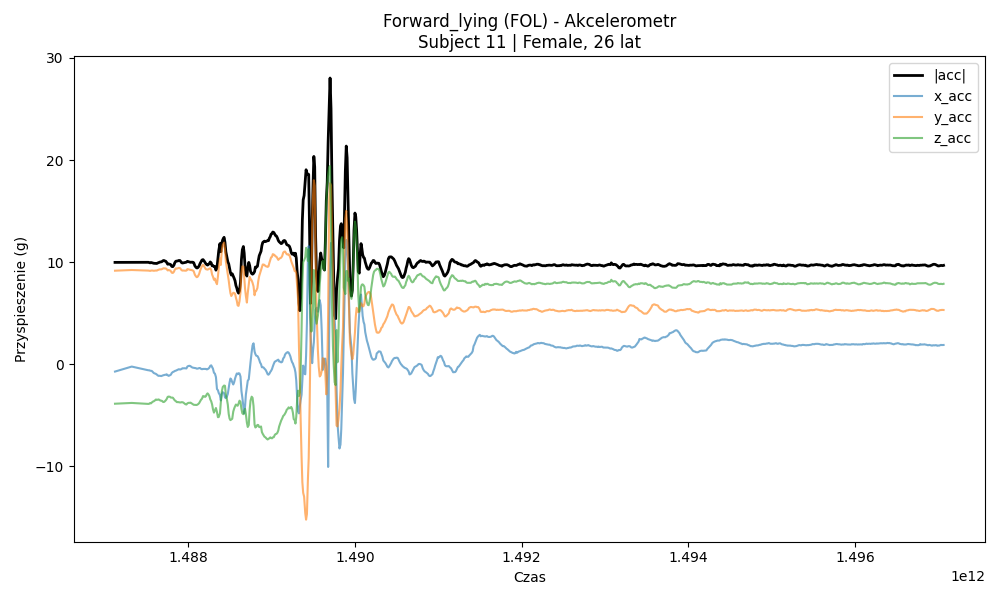 Forward_lying (FOL) - Akcelerometr
Subject 11 | Female, 26 lat
Przyspieszenie (g)
30
20
10
0
−10
|acc|
x_acc
y_acc
z_acc
1.488
1.490
1.492
1.494
1.496
1e12
Czas